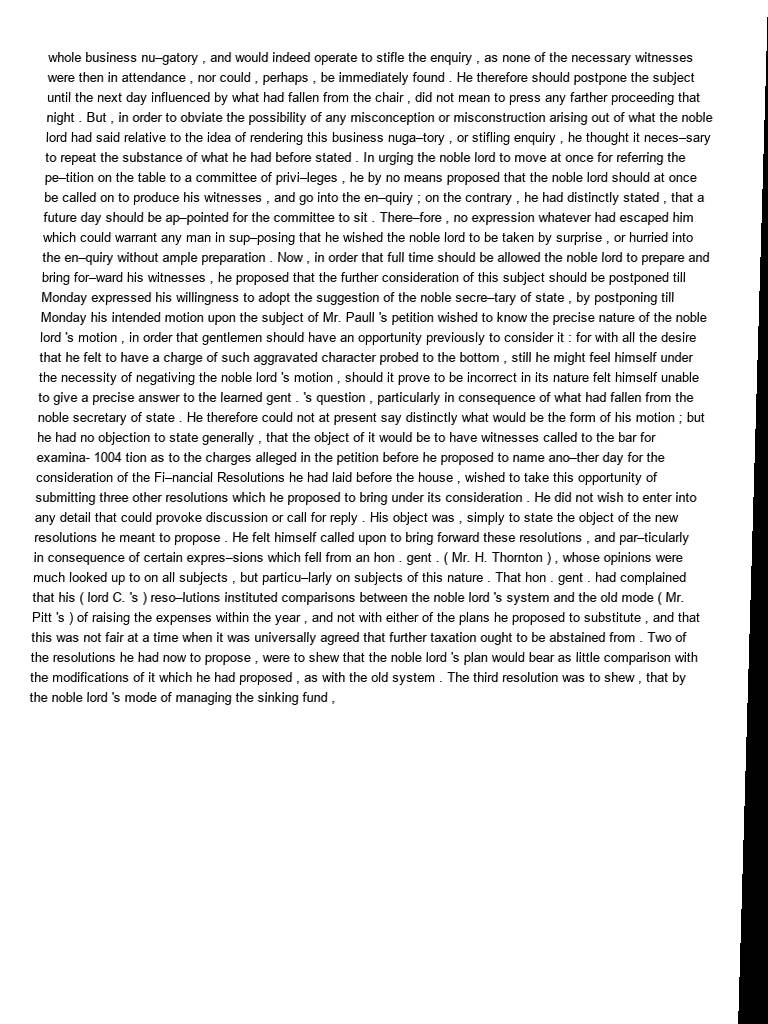 whole business nu–gatory , and would indeed operate to stifle the enquiry , as none of the necessary witnesses
were then in attendance , nor could , perhaps , be immediately found . He therefore should postpone the subject
until the next day influenced by what had fallen from the chair , did not mean to press any farther proceeding that
night . But , in order to obviate the possibility of any misconception or misconstruction arising out of what the noble
lord had said relative to the idea of rendering this business nuga–tory , or stifling enquiry , he thought it neces–sary
to repeat the substance of what he had before stated . In urging the noble lord to move at once for referring the
pe–tition on the table to a committee of privi–leges , he by no means proposed that the noble lord should at once
be called on to produce his witnesses , and go into the en–quiry ; on the contrary , he had distinctly stated , that a
future day should be ap–pointed for the committee to sit . There–fore , no expression whatever had escaped him
which could warrant any man in sup–posing that he wished the noble lord to be taken by surprise , or hurried into
the en–quiry without ample preparation . Now , in order that full time should be allowed the noble lord to prepare and
bring for–ward his witnesses , he proposed that the further consideration of this subject should be postponed till
Monday expressed his willingness to adopt the suggestion of the noble secre–tary of state , by postponing till
Monday his intended motion upon the subject of Mr. Paull 's petition wished to know the precise nature of the noble
lord 's motion , in order that gentlemen should have an opportunity previously to consider it : for with all the desire
that he felt to have a charge of such aggravated character probed to the bottom , still he might feel himself under
the necessity of negativing the noble lord 's motion , should it prove to be incorrect in its nature felt himself unable
to give a precise answer to the learned gent . 's question , particularly in consequence of what had fallen from the
noble secretary of state . He therefore could not at present say distinctly what would be the form of his motion ; but
he had no objection to state generally , that the object of it would be to have witnesses called to the bar for
examina- 1004 tion as to the charges alleged in the petition before he proposed to name ano–ther day for the
consideration of the Fi–nancial Resolutions he had laid before the house , wished to take this opportunity of
submitting three other resolutions which he proposed to bring under its consideration . He did not wish to enter into
any detail that could provoke discussion or call for reply . His object was , simply to state the object of the new
resolutions he meant to propose . He felt himself called upon to bring forward these resolutions , and par–ticularly
in consequence of certain expres–sions which fell from an hon . gent . ( Mr. H. Thornton ) , whose opinions were
much looked up to on all subjects , but particu–larly on subjects of this nature . That hon . gent . had complained
that his ( lord C. 's ) reso–lutions instituted comparisons between the noble lord 's system and the old mode ( Mr.
Pitt 's ) of raising the expenses within the year , and not with either of the plans he proposed to substitute , and that
this was not fair at a time when it was universally agreed that further taxation ought to be abstained from . Two of
the resolutions he had now to propose , were to shew that the noble lord 's plan would bear as little comparison with
the modifications of it which he had proposed , as with the old system . The third resolution was to shew , that by
the noble lord 's mode of managing the sinking fund ,